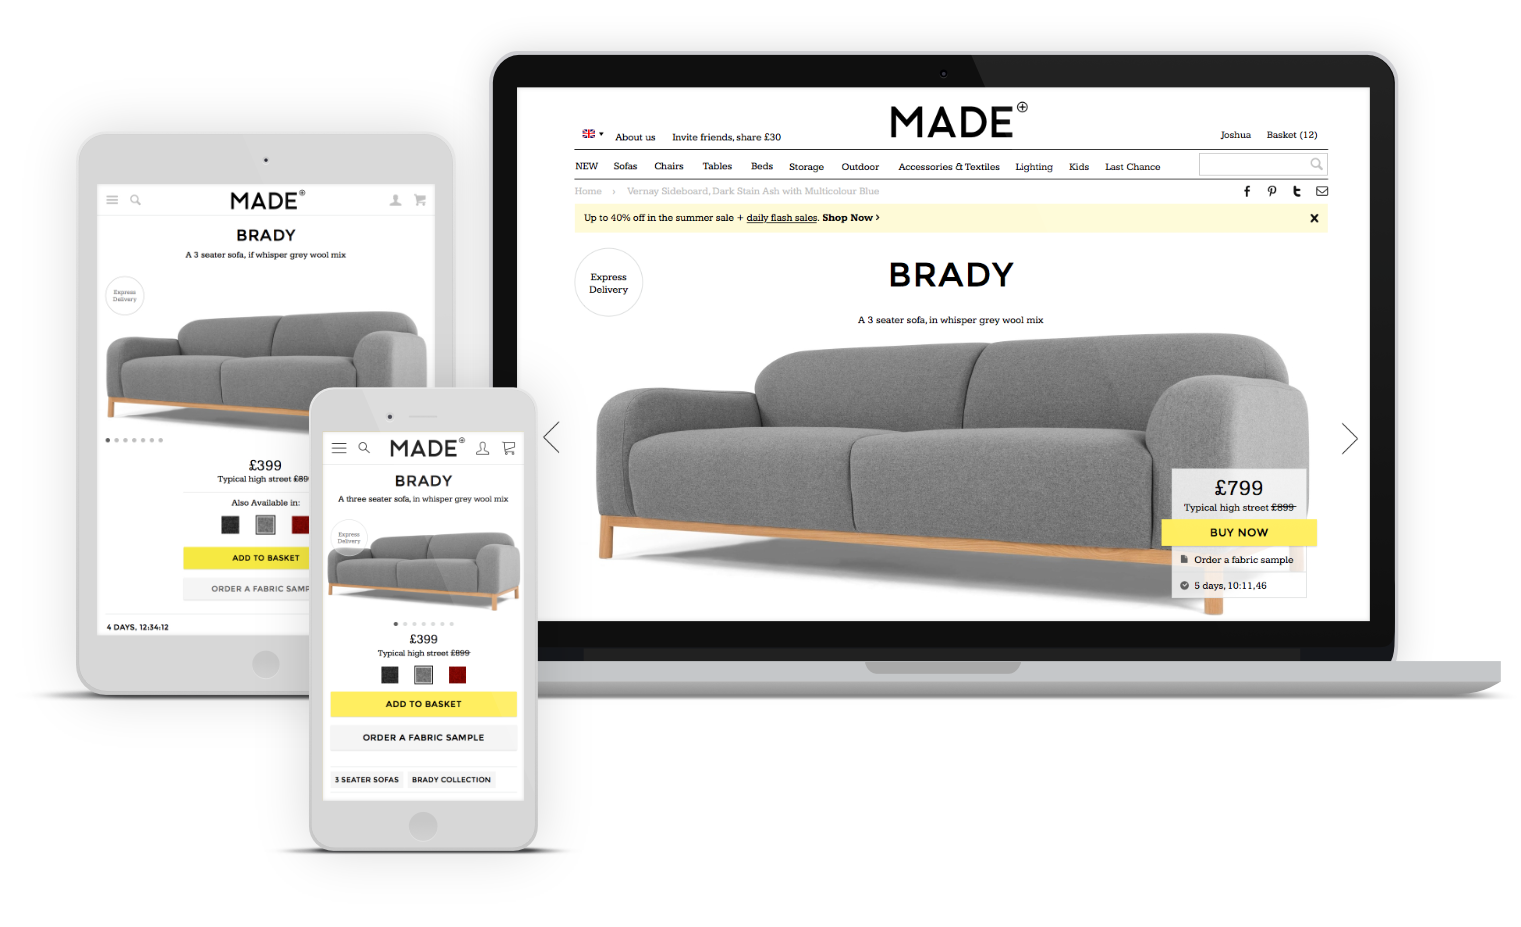 MADE
BRADY
A 3 seater sofa, if whisper grey wool mix
Express
Delivery
£399
Typical high street £89
Also Available in:
ADD TO BASKET
ORDER A FABRIC SAMP
4 DAYS, 12:34:12
MADE
BRADY
A three seater sofa, in whisper grey wool mix
Express
Delivery
£399
Typical high street £899
ADD TO BASKET
ORDER A FABRIC SAMPLE
3 SEATER SOFAS BRADY COLLECTION
MADE
About us Invite friends, share £30 Joshua Basket (12)
NEW Sofas Chairs Tables Beds Storage Outdoor Accessories & Textiles Lighting Kids Last Chance
Home › Vernay Sideboard, Dark Stain Ash with Multicolour Blue
Up to 40% off in the summer sale + daily flash sales. Shop Now ›
Express
Delivery
BRADY
A 3 seater sofa, in whisper grey wool mix
£799
Typical high street £899
BUY NOW
Order a fabric sample
5 days, 10:11,46